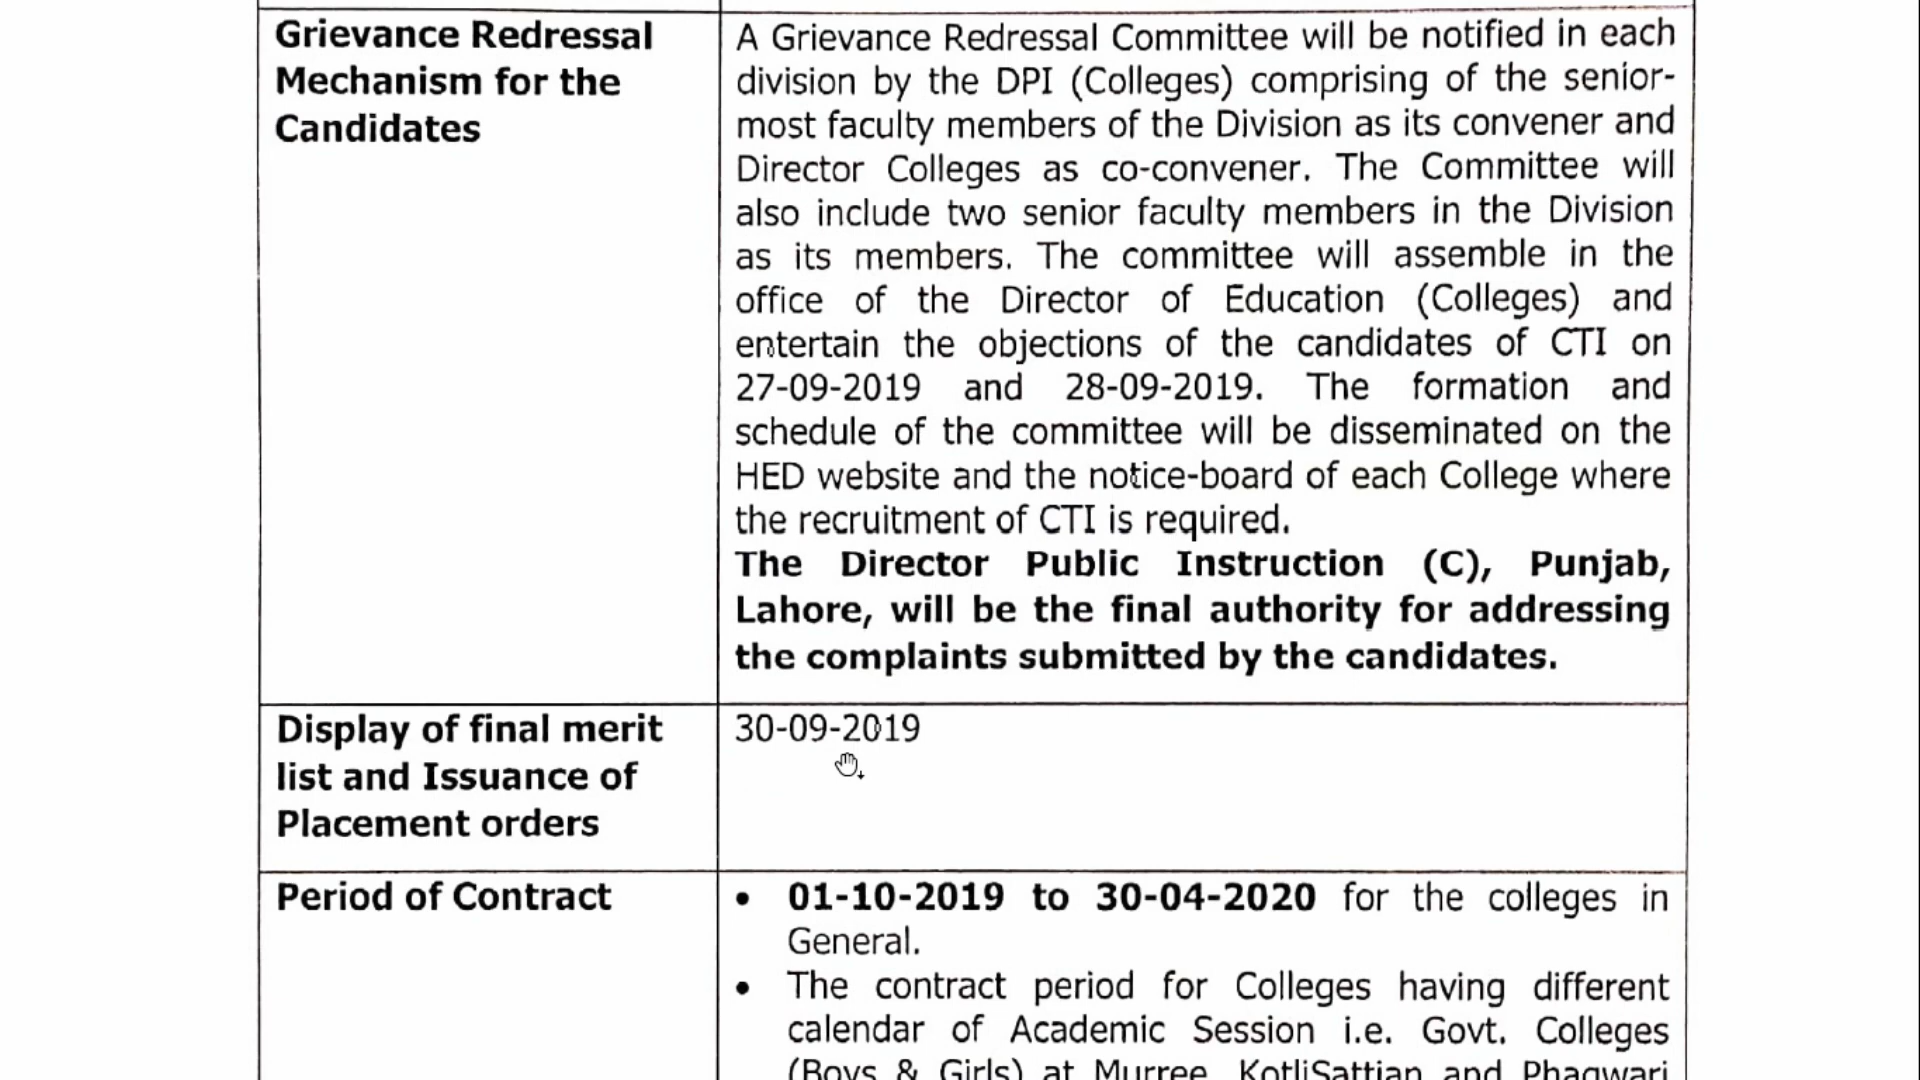 Grievance Redressal
Mechanism for the
Candidates
A Grievance Redressal Committee will be notified in each
division by the DPI (Colleges) comprising of the senior-
most faculty members of the Division as its convener and
Director Colleges as co-convener. The Committee will
also include two senior faculty members in the Division
as its members. The committee will assemble in the
office of the Director of Education (Colleges) and
entertain the objections of the candidates of CTI on
27-09-2019 and 28-09-2019. The formation and
schedule of the committee will be disseminated on the
HED website and the notice-board of each College where
the recruitment of CTI is required.
The Director Public Instruction (C), Punjab,
Lahore, will be the final authority for addressing
the complaints submitted by the candidates.
Display of final merit
list and Issuance of
Placement orders
30-09-2019
Period of Contract
• 01-10-2019 to 30-04-2020 for the colleges in
General.
• The contract period for Colleges having different
calendar of Academic Session i.e. Govt. Colleges
(Boys & Girls) at Murree, KotliSattian and Phagwari